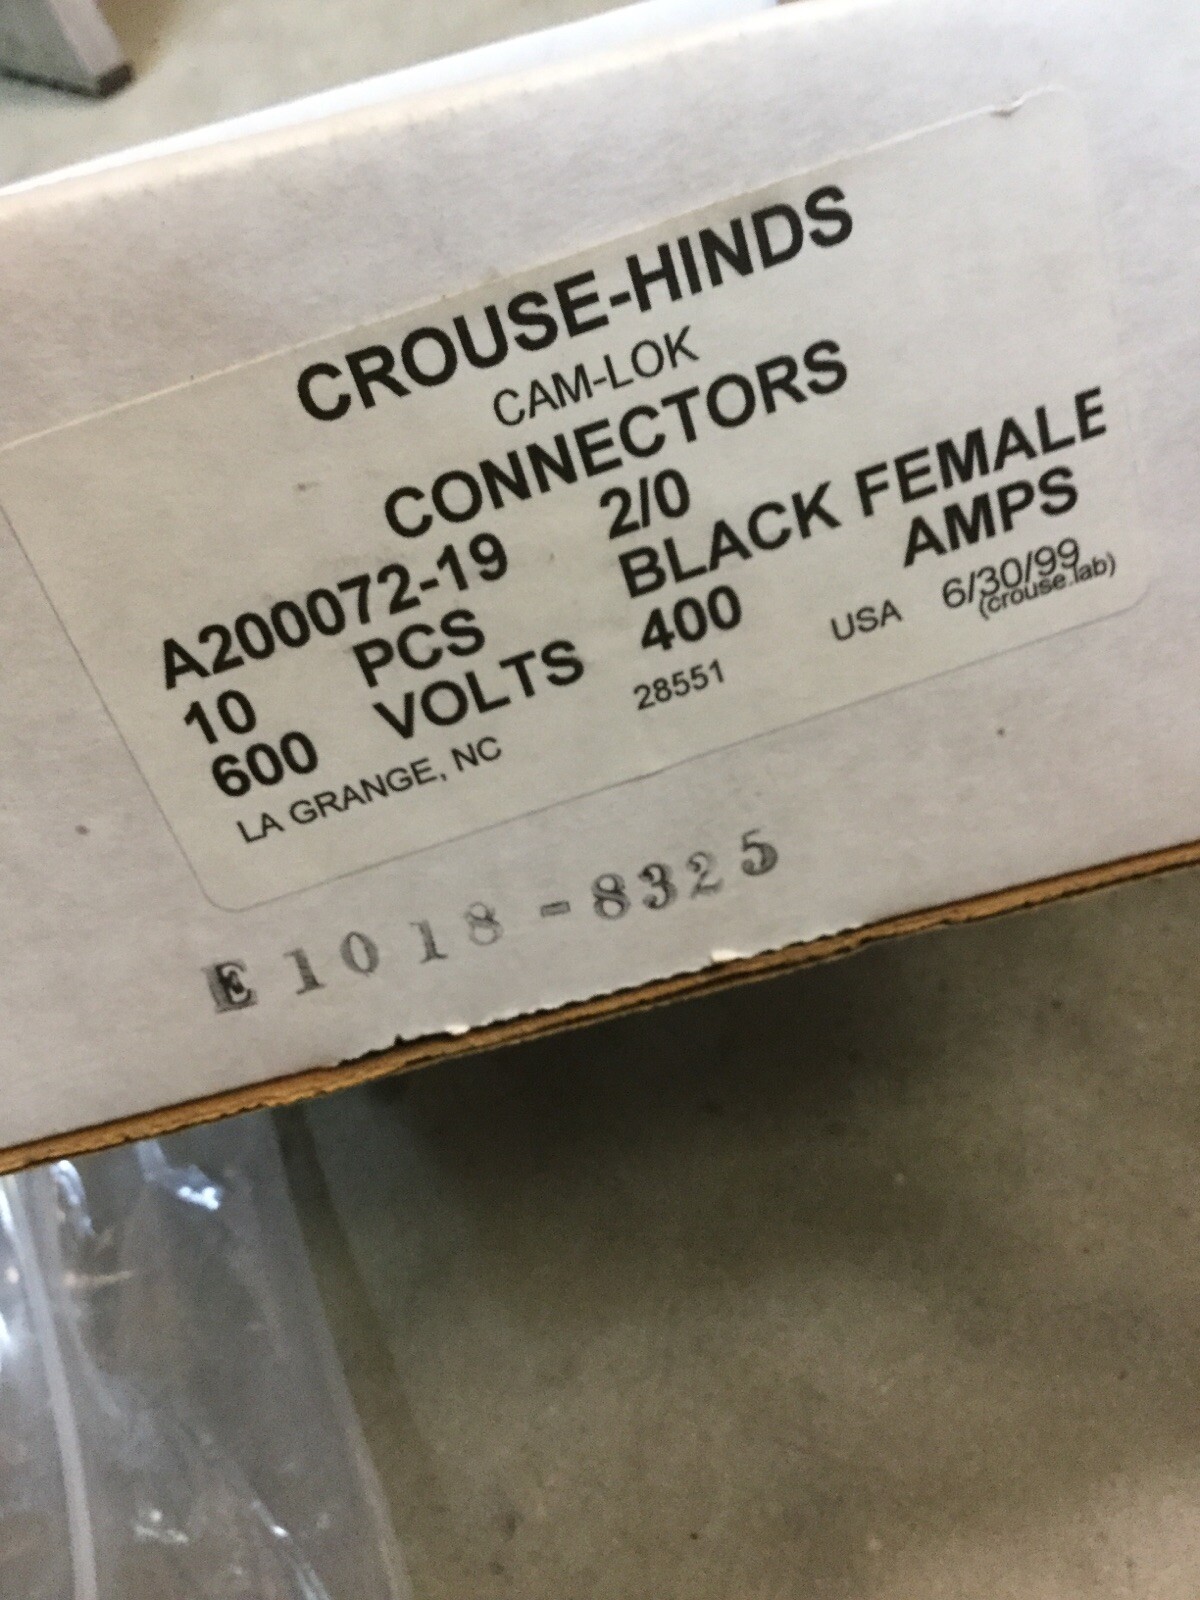 CROUSE-HINDS
CAM-LOK
CONNECTORS
A200072-19 2/0
10 PCS BLACK FEMALE
600 VOLTS 400 AMPS
LA GRANGE, NC 28551 USA 6/30/99
(crouse.lab)
E1018-8325